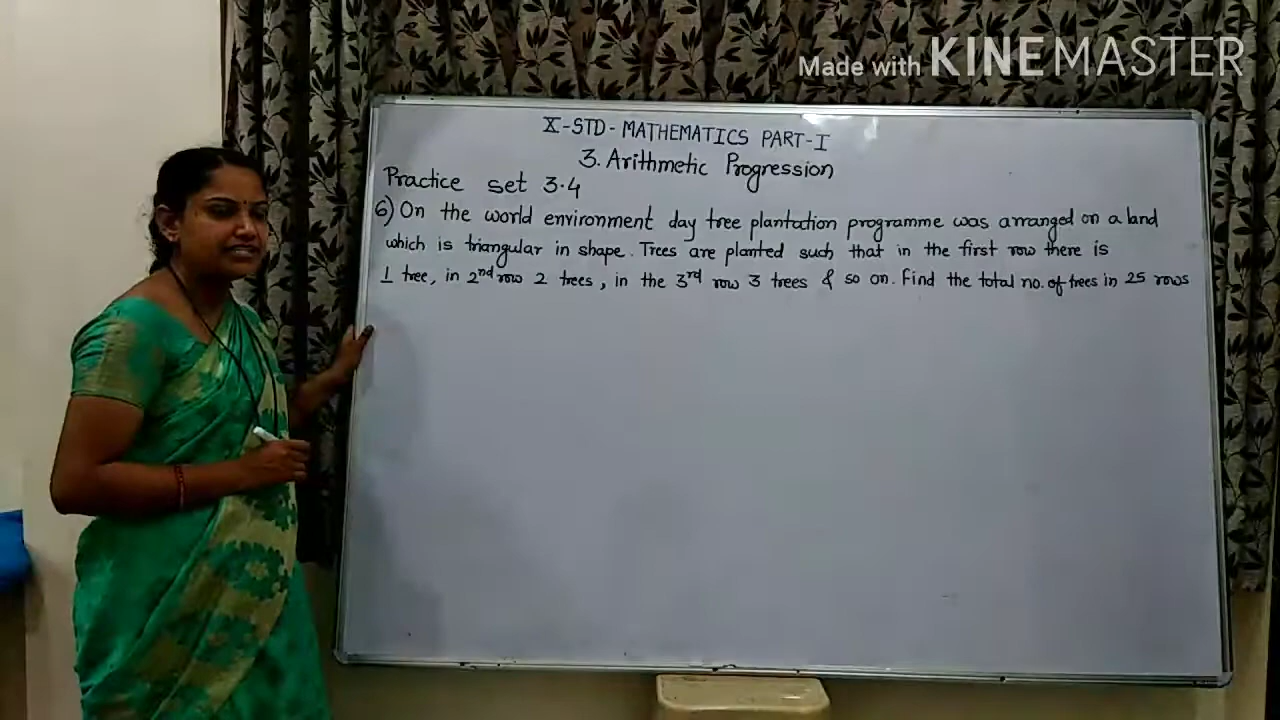 Made with KINEMASTER
X-STD-MATHEMATICS PART-I
3. Arithmetic Progression
Practice set 3.4
6) On the world environment day tree plantation programme was arranged on a land
which is triangular in shape. Trees are planted such that in the first row there is
1 tree, in 2nd row 2 trees, in the 3rd row 3 trees & so on. Find the total no. of trees in 25 rows